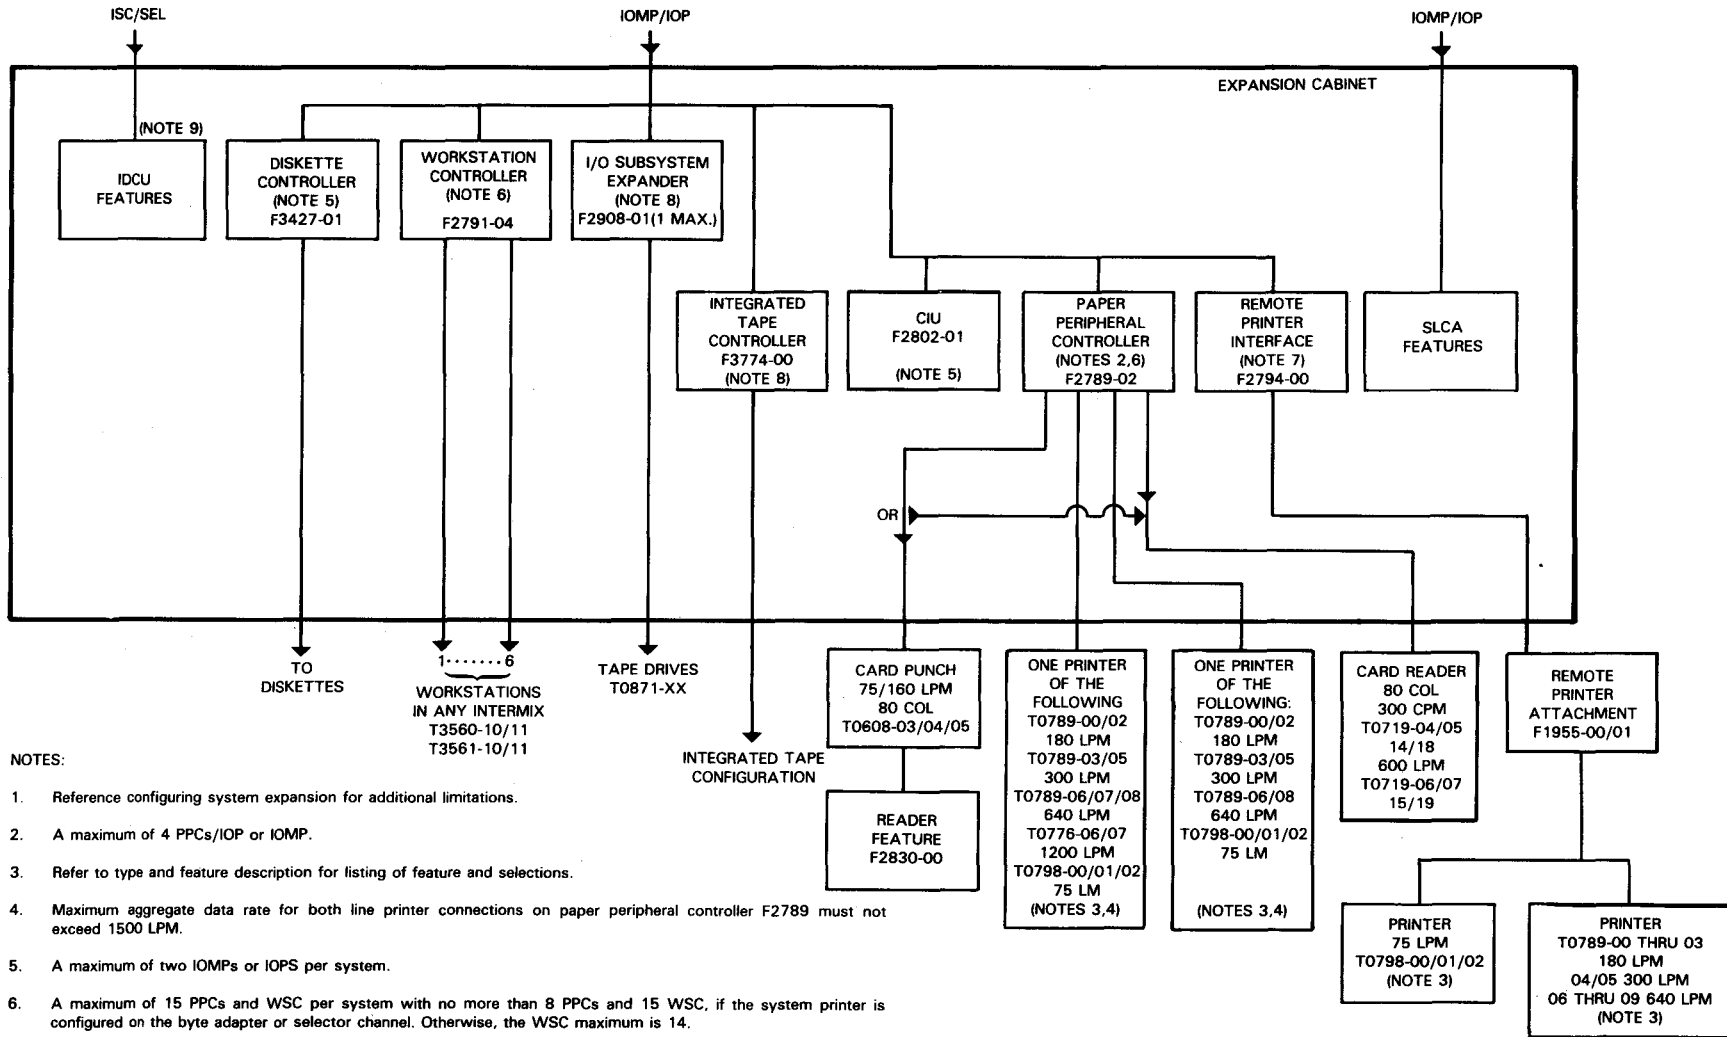 ISC/SEL
IOMP/IOP
IOMP/IOP
EXPANSION CABINET
(NOTE 9)
IDCU
FEATURES
DISKETTE
CONTROLLER
(NOTE 5)
F3427-01
WORKSTATION
CONTROLLER
(NOTE 6)
F2791-04
I/O SUBSYSTEM
EXPANDER
(NOTE 8)
F2908-01(1 MAX.)
INTEGRATED
TAPE
CONTROLLER
F3774-00
(NOTE 8)
CIU
F2802-01
(NOTE 5)
PAPER
PERIPHERAL
CONTROLLER
(NOTES 2,6)
F2789-02
REMOTE
PRINTER
INTERFACE
(NOTE 7)
F2794-00
SLCA
FEATURES
OR
TO
DISKETTES
1·······6
WORKSTATIONS
IN ANY INTERMIX
T3560-10/11
T3561-10/11
TAPE DRIVES
T0871-XX
INTEGRATED TAPE
CONFIGURATION
CARD PUNCH
75/160 LPM
80 COL
T0608-03/04/05
READER
FEATURE
F2830-00
ONE PRINTER
OF THE
FOLLOWING
T0789-00/02
180 LPM
T0789-03/05
300 LPM
T0789-06/07/08
640 LPM
T0776-06/07
1200 LPM
T0798-00/01/02
75 LM
(NOTES 3,4)
ONE PRINTER
OF THE
FOLLOWING:
T0789-00/02
180 LPM
T0789-03/05
300 LPM
T0789-06/08
640 LPM
T0798-00/01/02
75 LM
(NOTES 3,4)
CARD READER
80 COL
300 CPM
T0719-04/05
14/18
600 LPM
T0719-06/07
15/19
REMOTE
PRINTER
ATTACHMENT
F1955-00/01
PRINTER
75 LPM
T0798-00/01/02
(NOTE 3)
PRINTER
T0789-00 THRU 03
180 LPM
04/05 300 LPM
06 THRU 09 640 LPM
(NOTE 3)
NOTES:
1. Reference configuring system expansion for additional limitations.
2. A maximum of 4 PPCs/IOP or IOMP.
3. Refer to type and feature description for listing of feature and selections.
4. Maximum aggregate data rate for both line printer connections on paper peripheral controller F2789 must not
exceed 1500 LPM.
5. A maximum of two IOMPs or IOPS per system.
6. A maximum of 15 PPCs and WSC per system with no more than 8 PPCs and 15 WSC, if the system printer is
configured on the byte adapter or selector channel. Otherwise, the WSC maximum is 14.